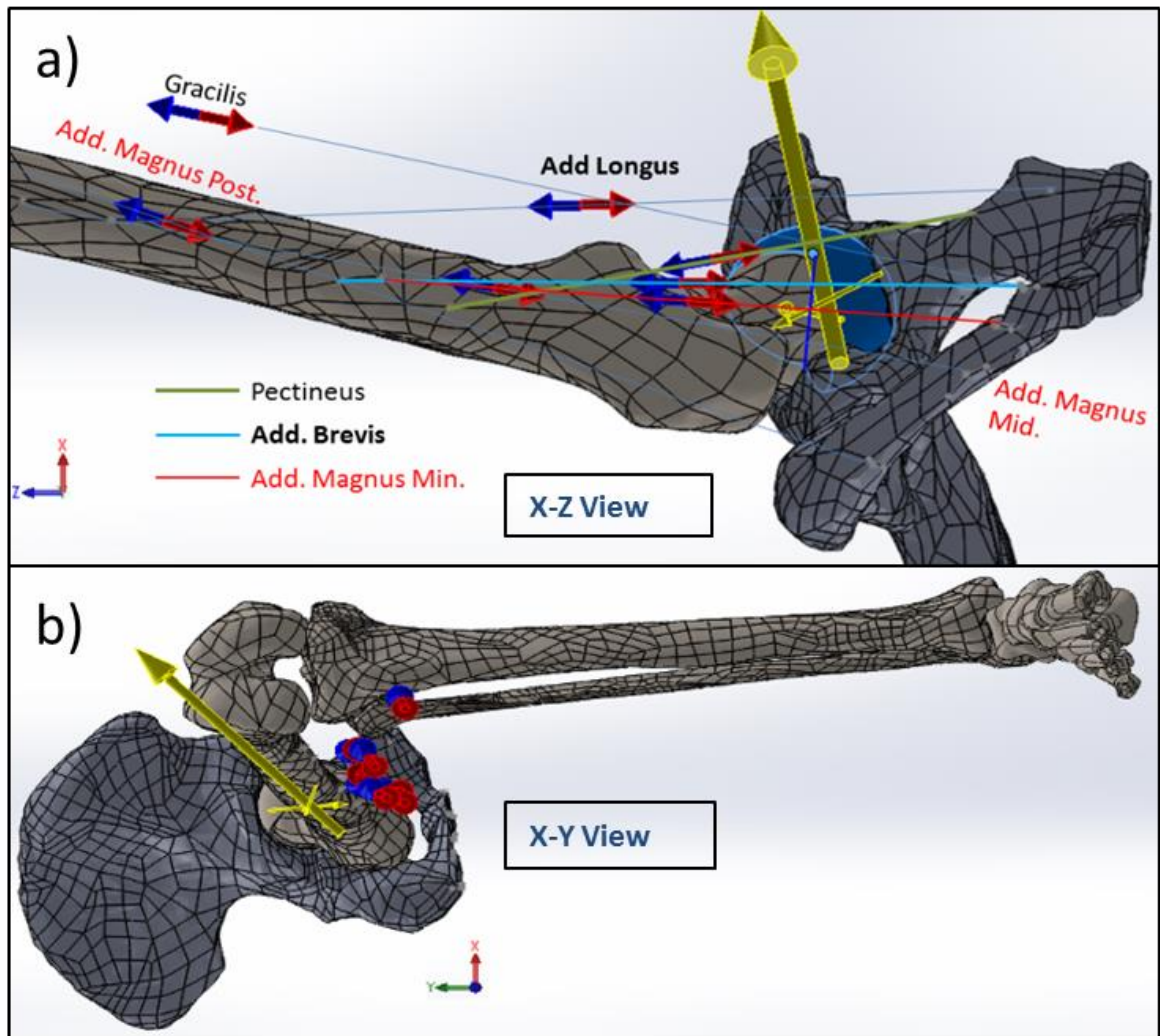 a)
Gracilis
Add. Magnus Post.
Add Longus
Pectineus
Add. Brevis
Add. Magnus Min.
Add. Magnus
Mid.
X
Z
X-Z View
b)
X-Y View
X
Y